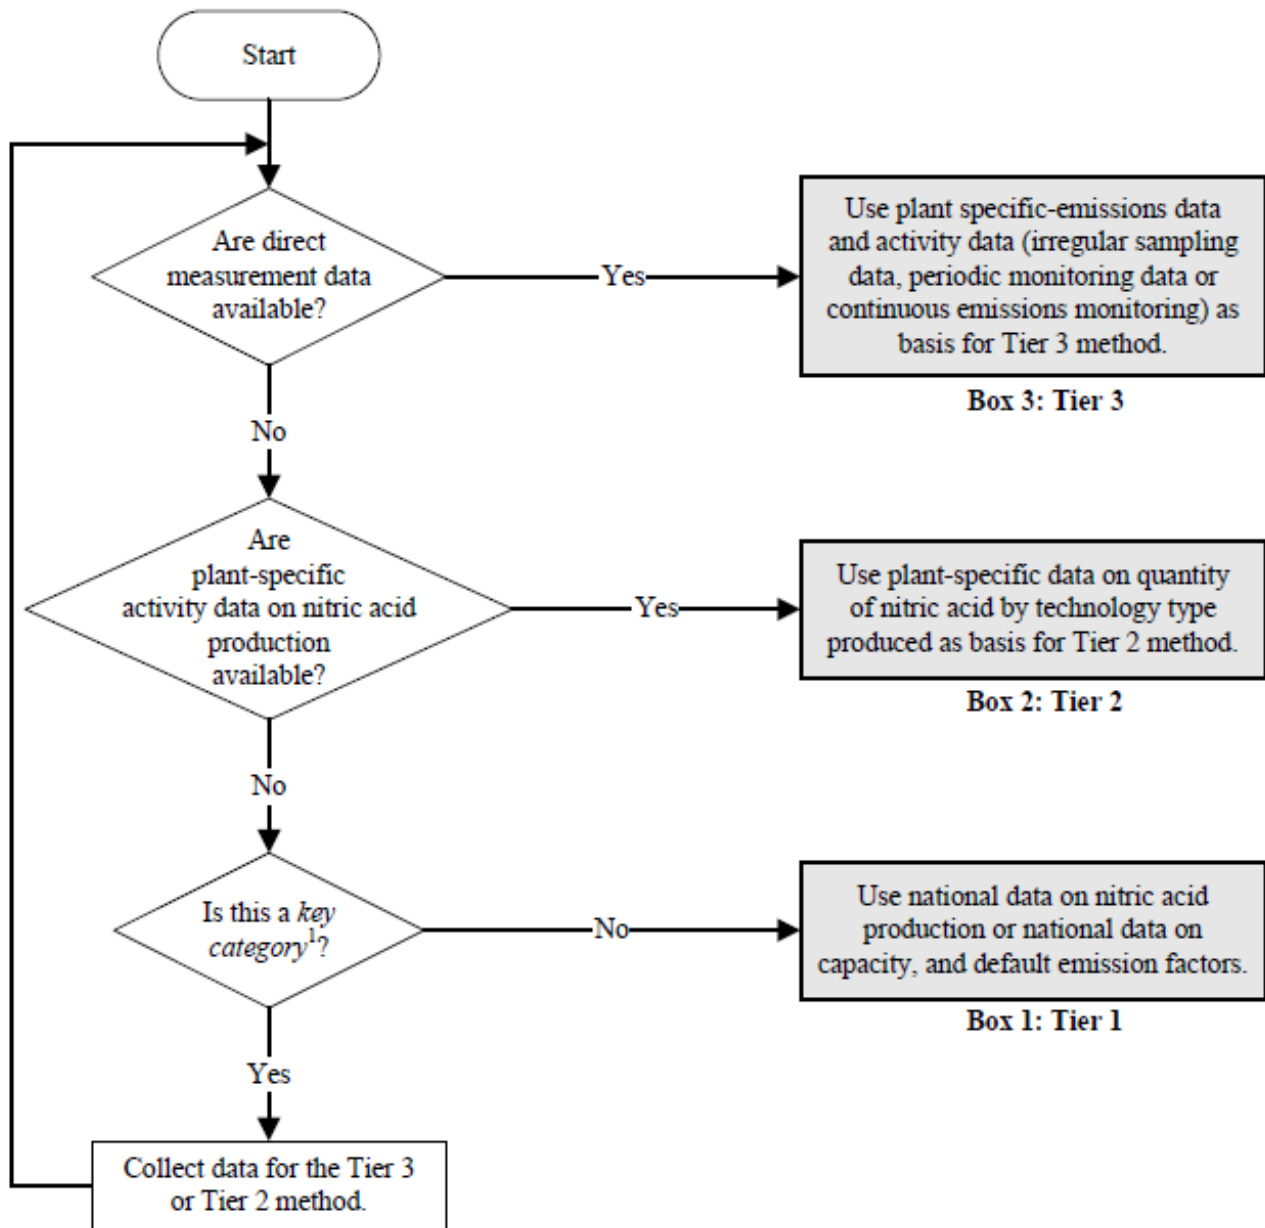 Start
Are direct
measurement data
available?
Yes
Use plant specific-emissions data
and activity data (irregular sampling
data, periodic monitoring data or
continuous emissions monitoring) as
basis for Tier 3 method.
Box 3: Tier 3
No
Are
plant-specific
activity data on nitric acid
production
available?
Yes
Use plant-specific data on quantity
of nitric acid by technology type
produced as basis for Tier 2 method.
Box 2: Tier 2
No
Is this a key
category¹?
No
Use national data on nitric acid
production or national data on
capacity, and default emission factors.
Box 1: Tier 1
Yes
Collect data for the Tier 3
or Tier 2 method.